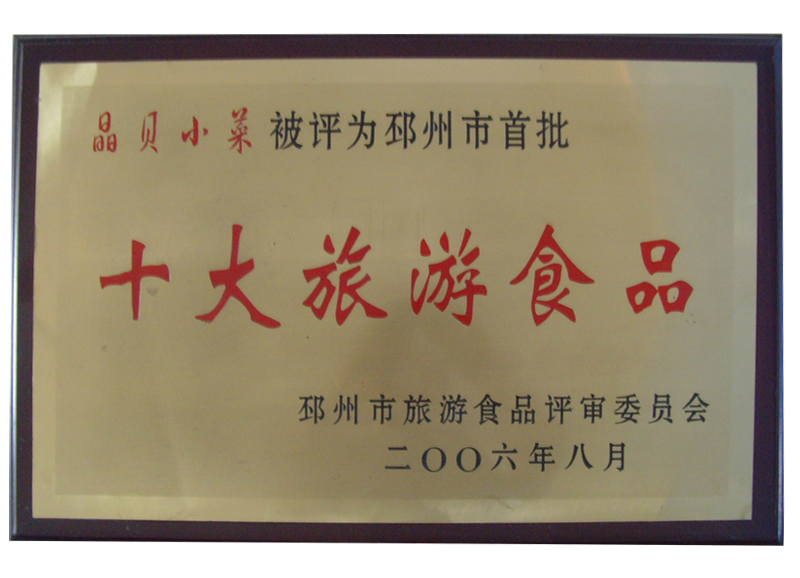 晶贝小菜被评为邳州市首批
十大旅游食品
邳州市旅游食品评审委员会
二〇〇六年八月